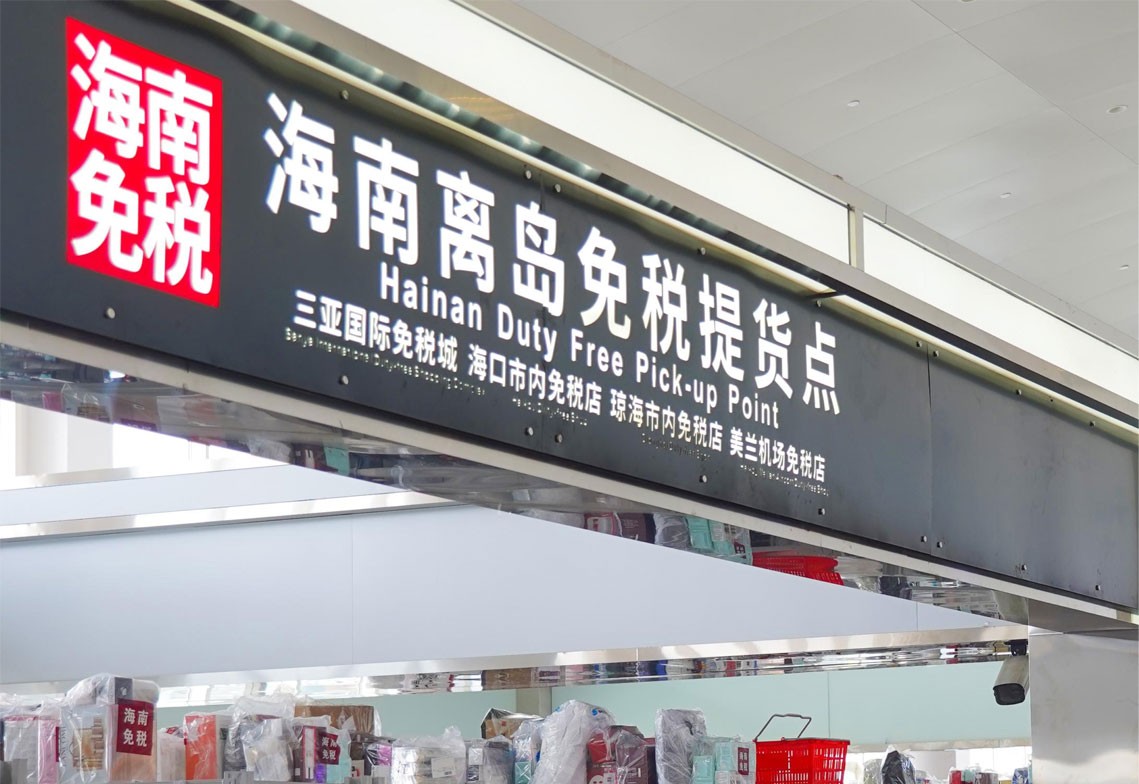 海南
免税
海南离岛免税提货点
Hainan Duty Free Pick-up Point
三亚国际免税城 海口市内免税店 琼海市内免税店 美兰机场免税店
海南
免税